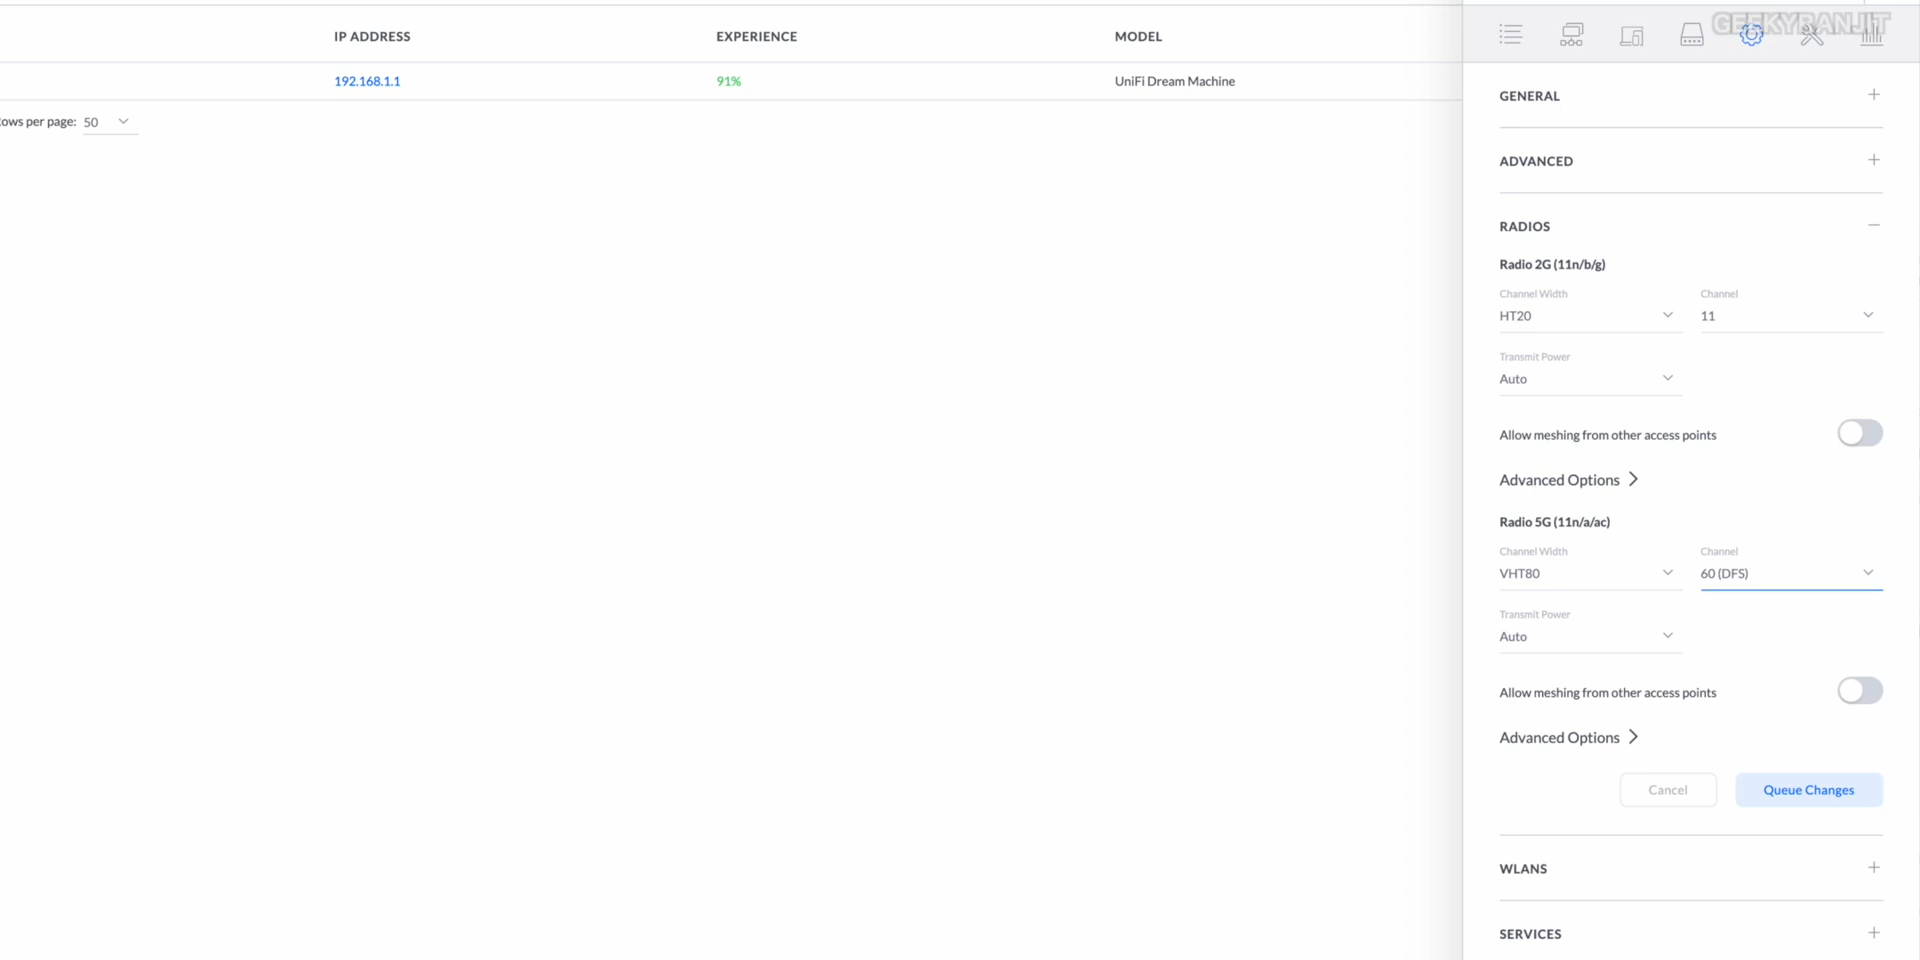 IP ADDRESS EXPERIENCE MODEL
192.168.1.1 91% UniFi Dream Machine
ows per page: 50
GEEKYRANJIT
GENERAL
ADVANCED
RADIOS
Radio 2G (11n/b/g)
Channel Width Channel
HT20 11
Transmit Power
Auto
Allow meshing from other access points
Advanced Options
Radio 5G (11n/a/ac)
Channel Width Channel
VHT80 60 (DFS)
Transmit Power
Auto
Allow meshing from other access points
Advanced Options
Cancel Queue Changes
WLANS
SERVICES